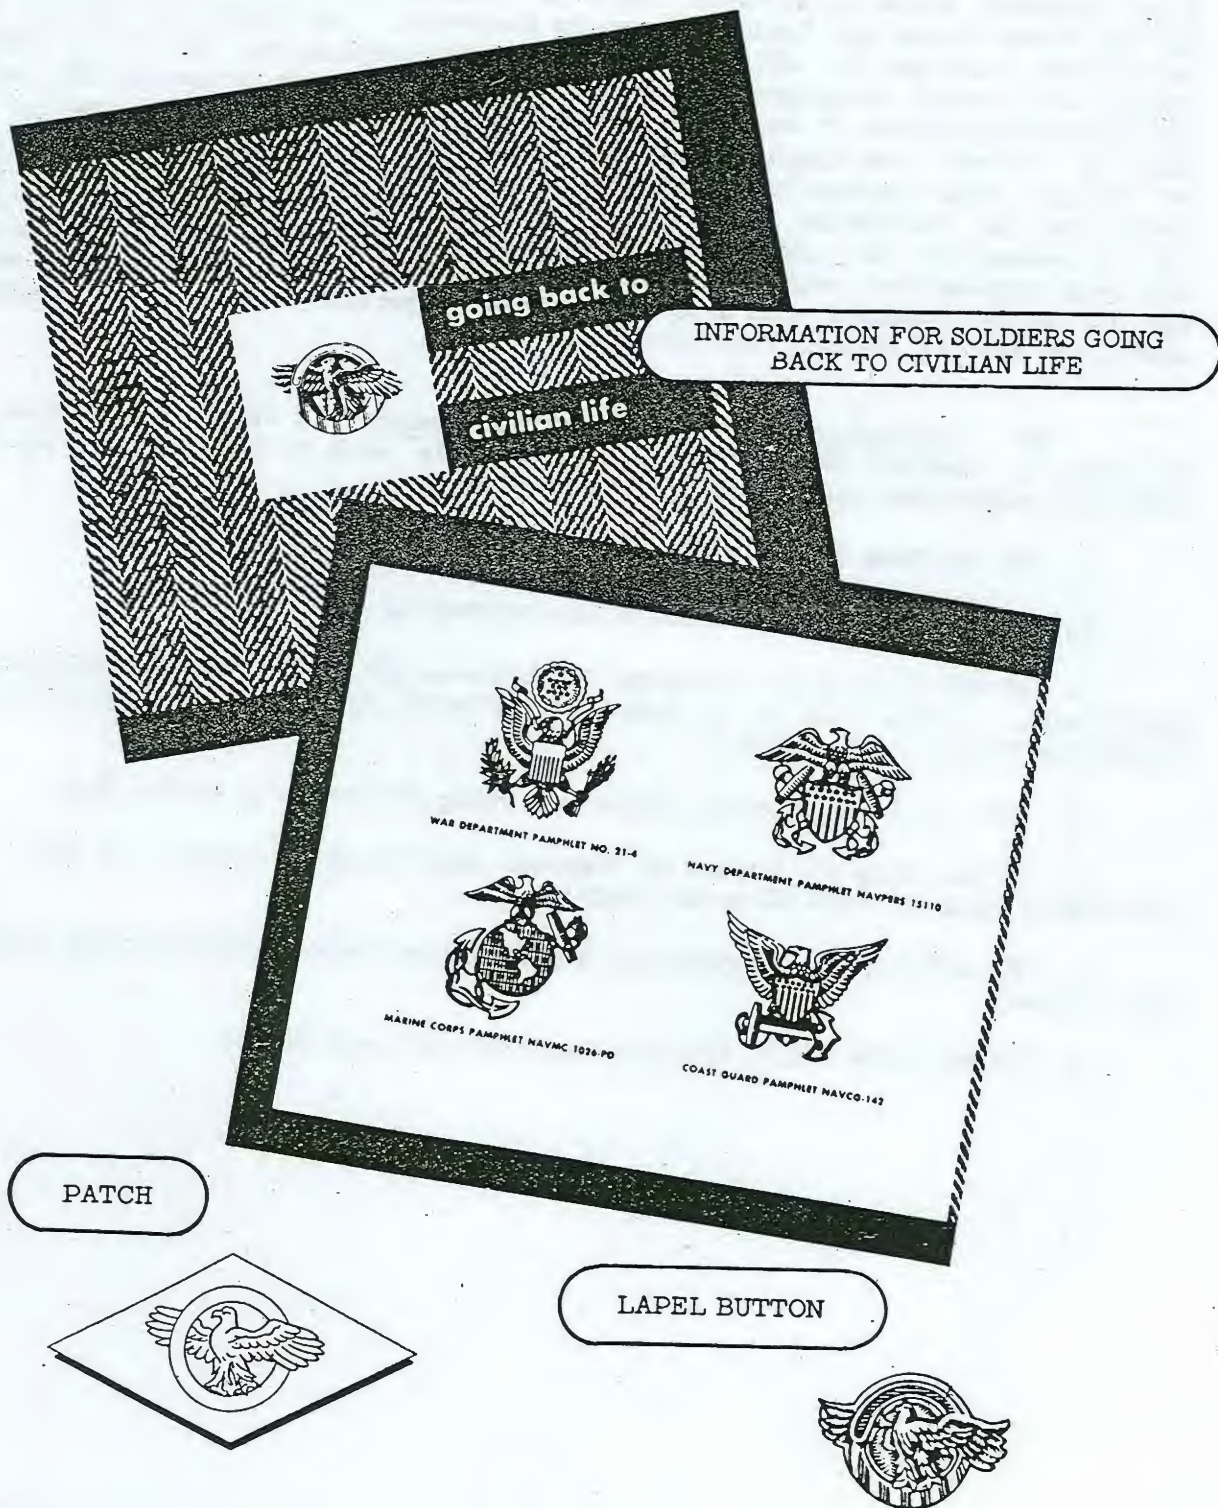 going back to
civilian life
INFORMATION FOR SOLDIERS GOING
BACK TO CIVILIAN LIFE
WAR DEPARTMENT PAMPHLET NO. 21-4
NAVY DEPARTMENT PAMPHLET NAVPERS 15110
MARINE CORPS PAMPHLET NAVMC 1026-PD
COAST GUARD PAMPHLET NAVCG-142
PATCH
LAPEL BUTTON